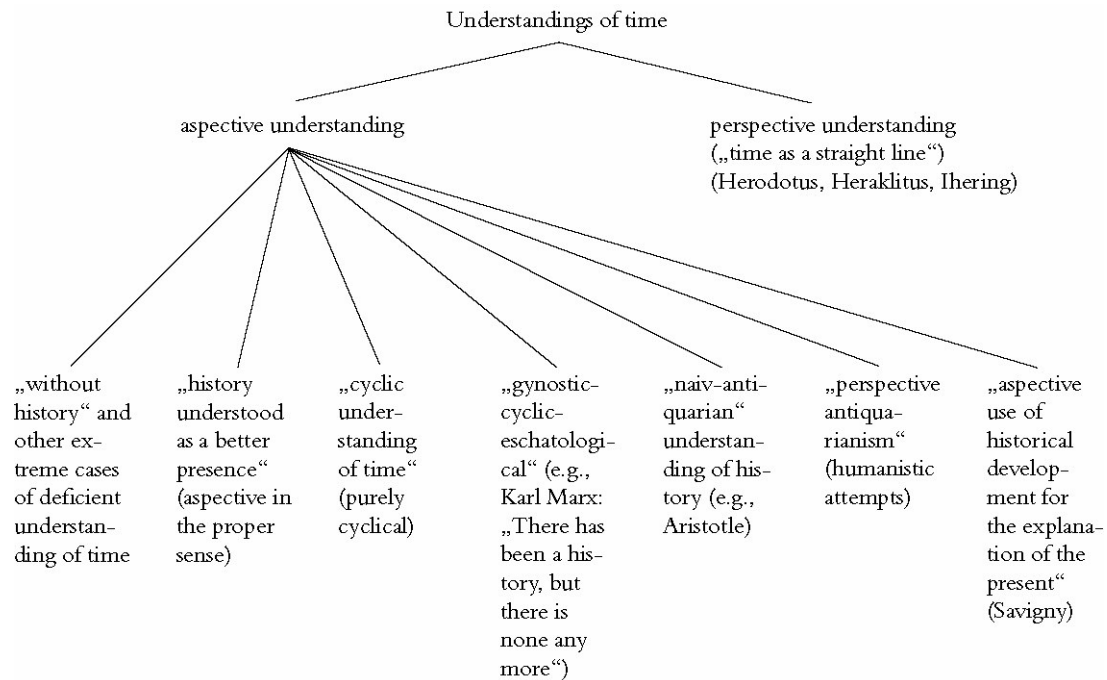 Understandings of time
aspective understanding
perspective understanding
(„time as a straight line“)
(Herodotus, Heraklitus, Ihering)
„without
history“ and
other ex-
treme cases
of deficient
understan-
ding of time
„history
understood
as a better
presence“
(aspective in
the proper
sense)
„cyclic
under-
standing
of time“
(purely
cyclical)
„gynostic-
cyclic-
eschatologi-
cal“ (e.g.,
Karl Marx:
„There has
been a his-
tory, but
there is
none any
more“)
„naiv-anti-
quarian“
understan-
ding of his-
tory (e.g.,
Aristotle)
„perspective
antiqua-
rianism“
(humanistic
attempts)
„aspective
use of
historical
develop-
ment for
the explana-
tion of the
present“
(Savigny)